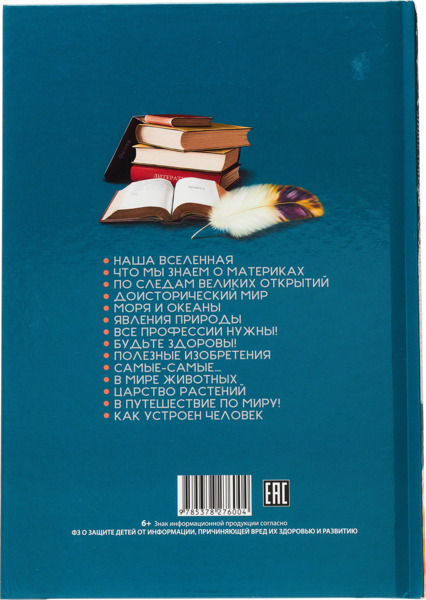 ЛИТЕРАТ
НАША ВСЕЛЕННАЯ
ЧТО МЫ ЗНАЕМ О МАТЕРИКАХ
ПО СЛЕДАМ ВЕЛИКИХ ОТКРЫТИЙ
ДОИСТОРИЧЕСКИЙ МИР
МОРЯ И ОКЕАНЫ
ЯВЛЕНИЯ ПРИРОДЫ
ВСЕ ПРОФЕССИИ НУЖНЫ!
БУДЬТЕ ЗДОРОВЫ!
ПОЛЕЗНЫЕ ИЗОБРЕТЕНИЯ
САМЫЕ-САМЫЕ...
В МИРЕ ЖИВОТНЫХ
ЦАРСТВО РАСТЕНИЙ
В ПУТЕШЕСТВИЕ ПО МИРУ!
КАК УСТРОЕН ЧЕЛОВЕК
9785378276004
EAC
6+ Знак информационной продукции согласно
ФЗ О ЗАЩИТЕ ДЕТЕЙ ОТ ИНФОРМАЦИИ, ПРИЧИНЯЮЩЕЙ ВРЕД ИХ ЗДОРОВЬЮ И РАЗВИТИЮ